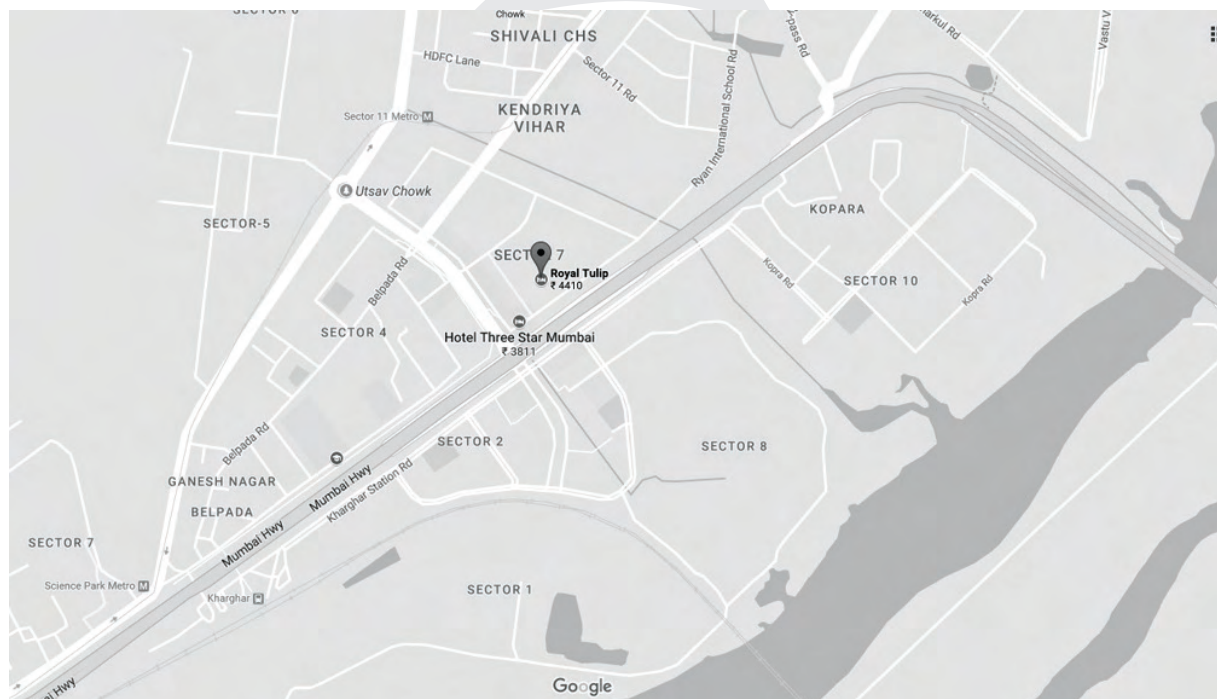 Chowk
SHIVALI CHS
HDFC Lane
Sector 11 Rd
Ryan International School Rd
Vastu V
KENDRIYA
VIHAR
Sector 11 Metro M
Utsav Chowk
SECTOR-5
KOPARA
SECT 7
Royal Tulip
₹ 4410
Belpada Rd
Kopra Rd
SECTOR 10
Kopra Rd
SECTOR 4
Hotel Three Star Mumbai
₹ 3811
SECTOR 2
SECTOR 8
Belpada Rd
GANESH NAGAR
Mumbai Hwy
Kharghar Station Rd
BELPADA
SECTOR 7
Mumbai Hwy
Science Park Metro M
Kharghar
SECTOR 1
Google
ai Hwy